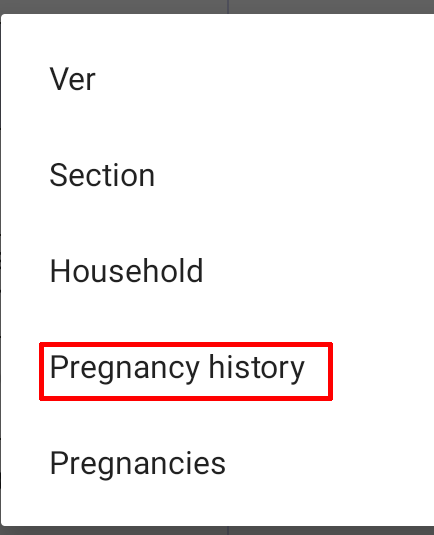 Ver
Section
Household
Pregnancy history
Pregnancies